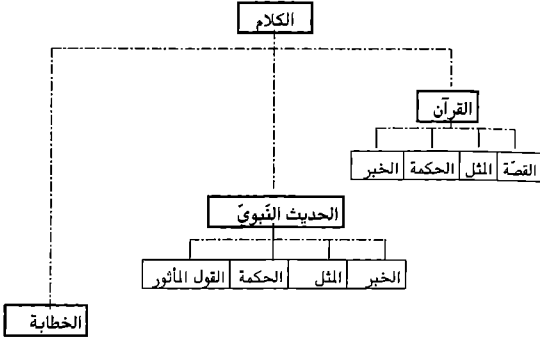 الكلام
القرآن
القصّة المثل الحكمة الخبر
الحديث النّبويّ
الخبر المثل الحكمة القول المأثور
الخطابة